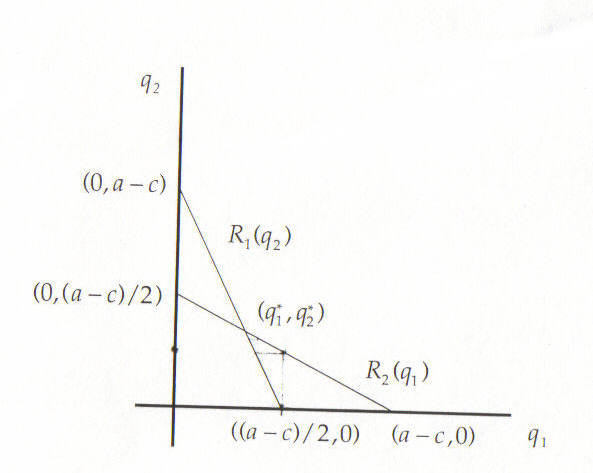 q₂
(0, a – c)
R₁(q₂)
(0, (a – c)/2)
(q₁*, q₂*)
R₂(q₁)
((a – c)/2, 0)
(a – c, 0)
q₁